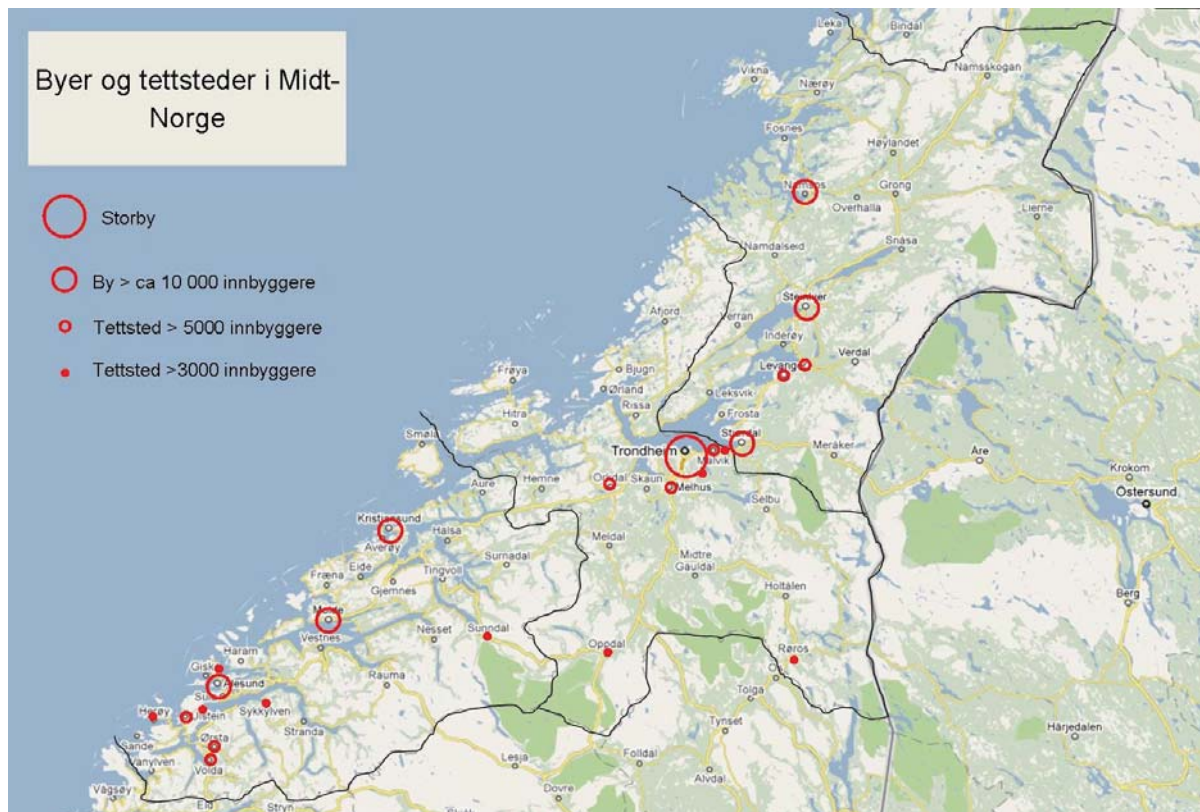 Byer og tettsteder i Midt-
Norge
Storby
By > ca 10 000 innbyggere
Tettsted > 5000 innbyggere
Tettsted >3000 innbyggere
Leka
Bindal
Namsskogan
Vikna
Nærøy
Fosnes
Høylandet
Namsos
Grong
Overhalla
Lierne
Snåsa
Namdalseid
Steinkjer
Afjord
Verran
Inderøy
Verdal
Levanger
Bjugn
Frøya
Ørland
Leksvik
Rissa
Frosta
Hitra
Stjørdal
Smøla
Trondheim
Malvik
Meråker
Åre
Krokom
Orkdal
Skaun
Melhus
Aure
Hemne
Selbu
Östersund
Kristiansund
Halsa
Averøy
Meldal
Surnadal
Midtre
Gauldal
Eide
Tingvoll
Fræna
Gjemnes
Holtålen
Berg
Molde
Nesset
Sunndal
Vestnes
Oppdal
Røros
Haram
Giske
Rauma
Tolga
Ålesund
Herøy
Ulstein
Sykkylven
Stranda
Tynset
Härjedalen
Sande
Ørsta
Vanylven
Volda
Lesja
Folldal
Alvdal
Vågsøy
Eid
Stryn
Dovre